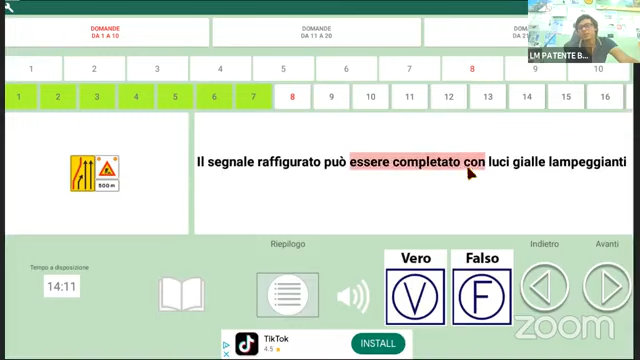 DOMANDE
DA 1 A 10
DOMANDE
DA 11 A 20
DOMANDE
DA 21
LM PATENTE B...
1 2 3 4 5 6 7 8 9 10
1 2 3 4 5 6 7 8 9 10 11 12 13 14 15 16
500 m
Il segnale raffigurato può essere completato con luci gialle lampeggianti
Riepilogo
Vero
Falso
Indietro
Avanti
Tempo a disposizione
14:11
V
F
zoom
TikTok
4.5
INSTALL